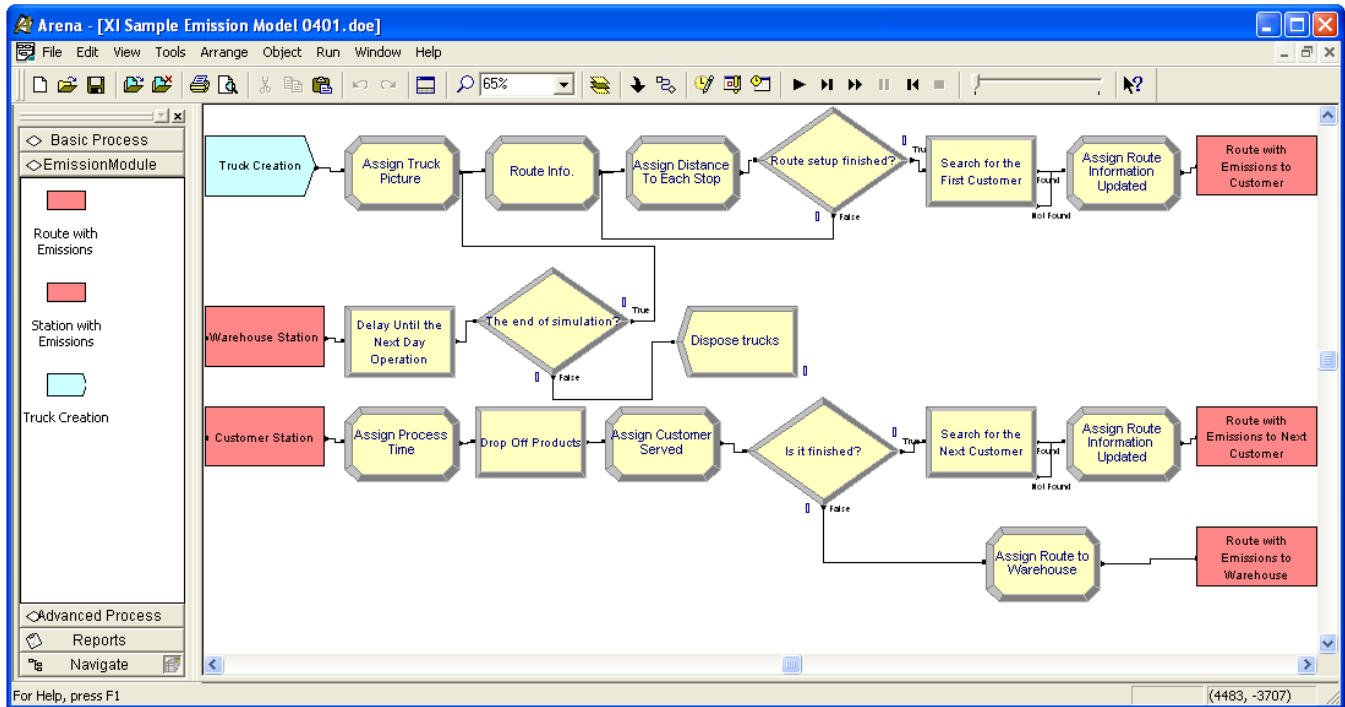 Arena - [XI Sample Emission Model 0401.doe]
File Edit View Tools Arrange Object Run Window Help
65%
Basic Process
EmissionModule
Route with
Emissions
Station with
Emissions
Truck Creation
Advanced Process
Reports
Navigate
Truck Creation
Assign Truck
Picture
Route Info.
Assign Distance
To Each Stop
Route setup finished?
True
False
Search for the
First Customer
Found
Not Found
Assign Route
Information
Updated
Route with
Emissions to
Customer
Warehouse Station
Delay Until the
Next Day
Operation
The end of simulation?
True
False
Dispose trucks
Customer Station
Assign Process
Time
Drop Off Products
Assign Customer
Served
Is it finished?
True
False
Search for the
Next Customer
Found
Not Found
Assign Route
Information
Updated
Route with
Emissions to Next
Customer
Assign Route to
Warehouse
Route with
Emissions to
Warehouse
For Help, press F1
(4483, -3707)